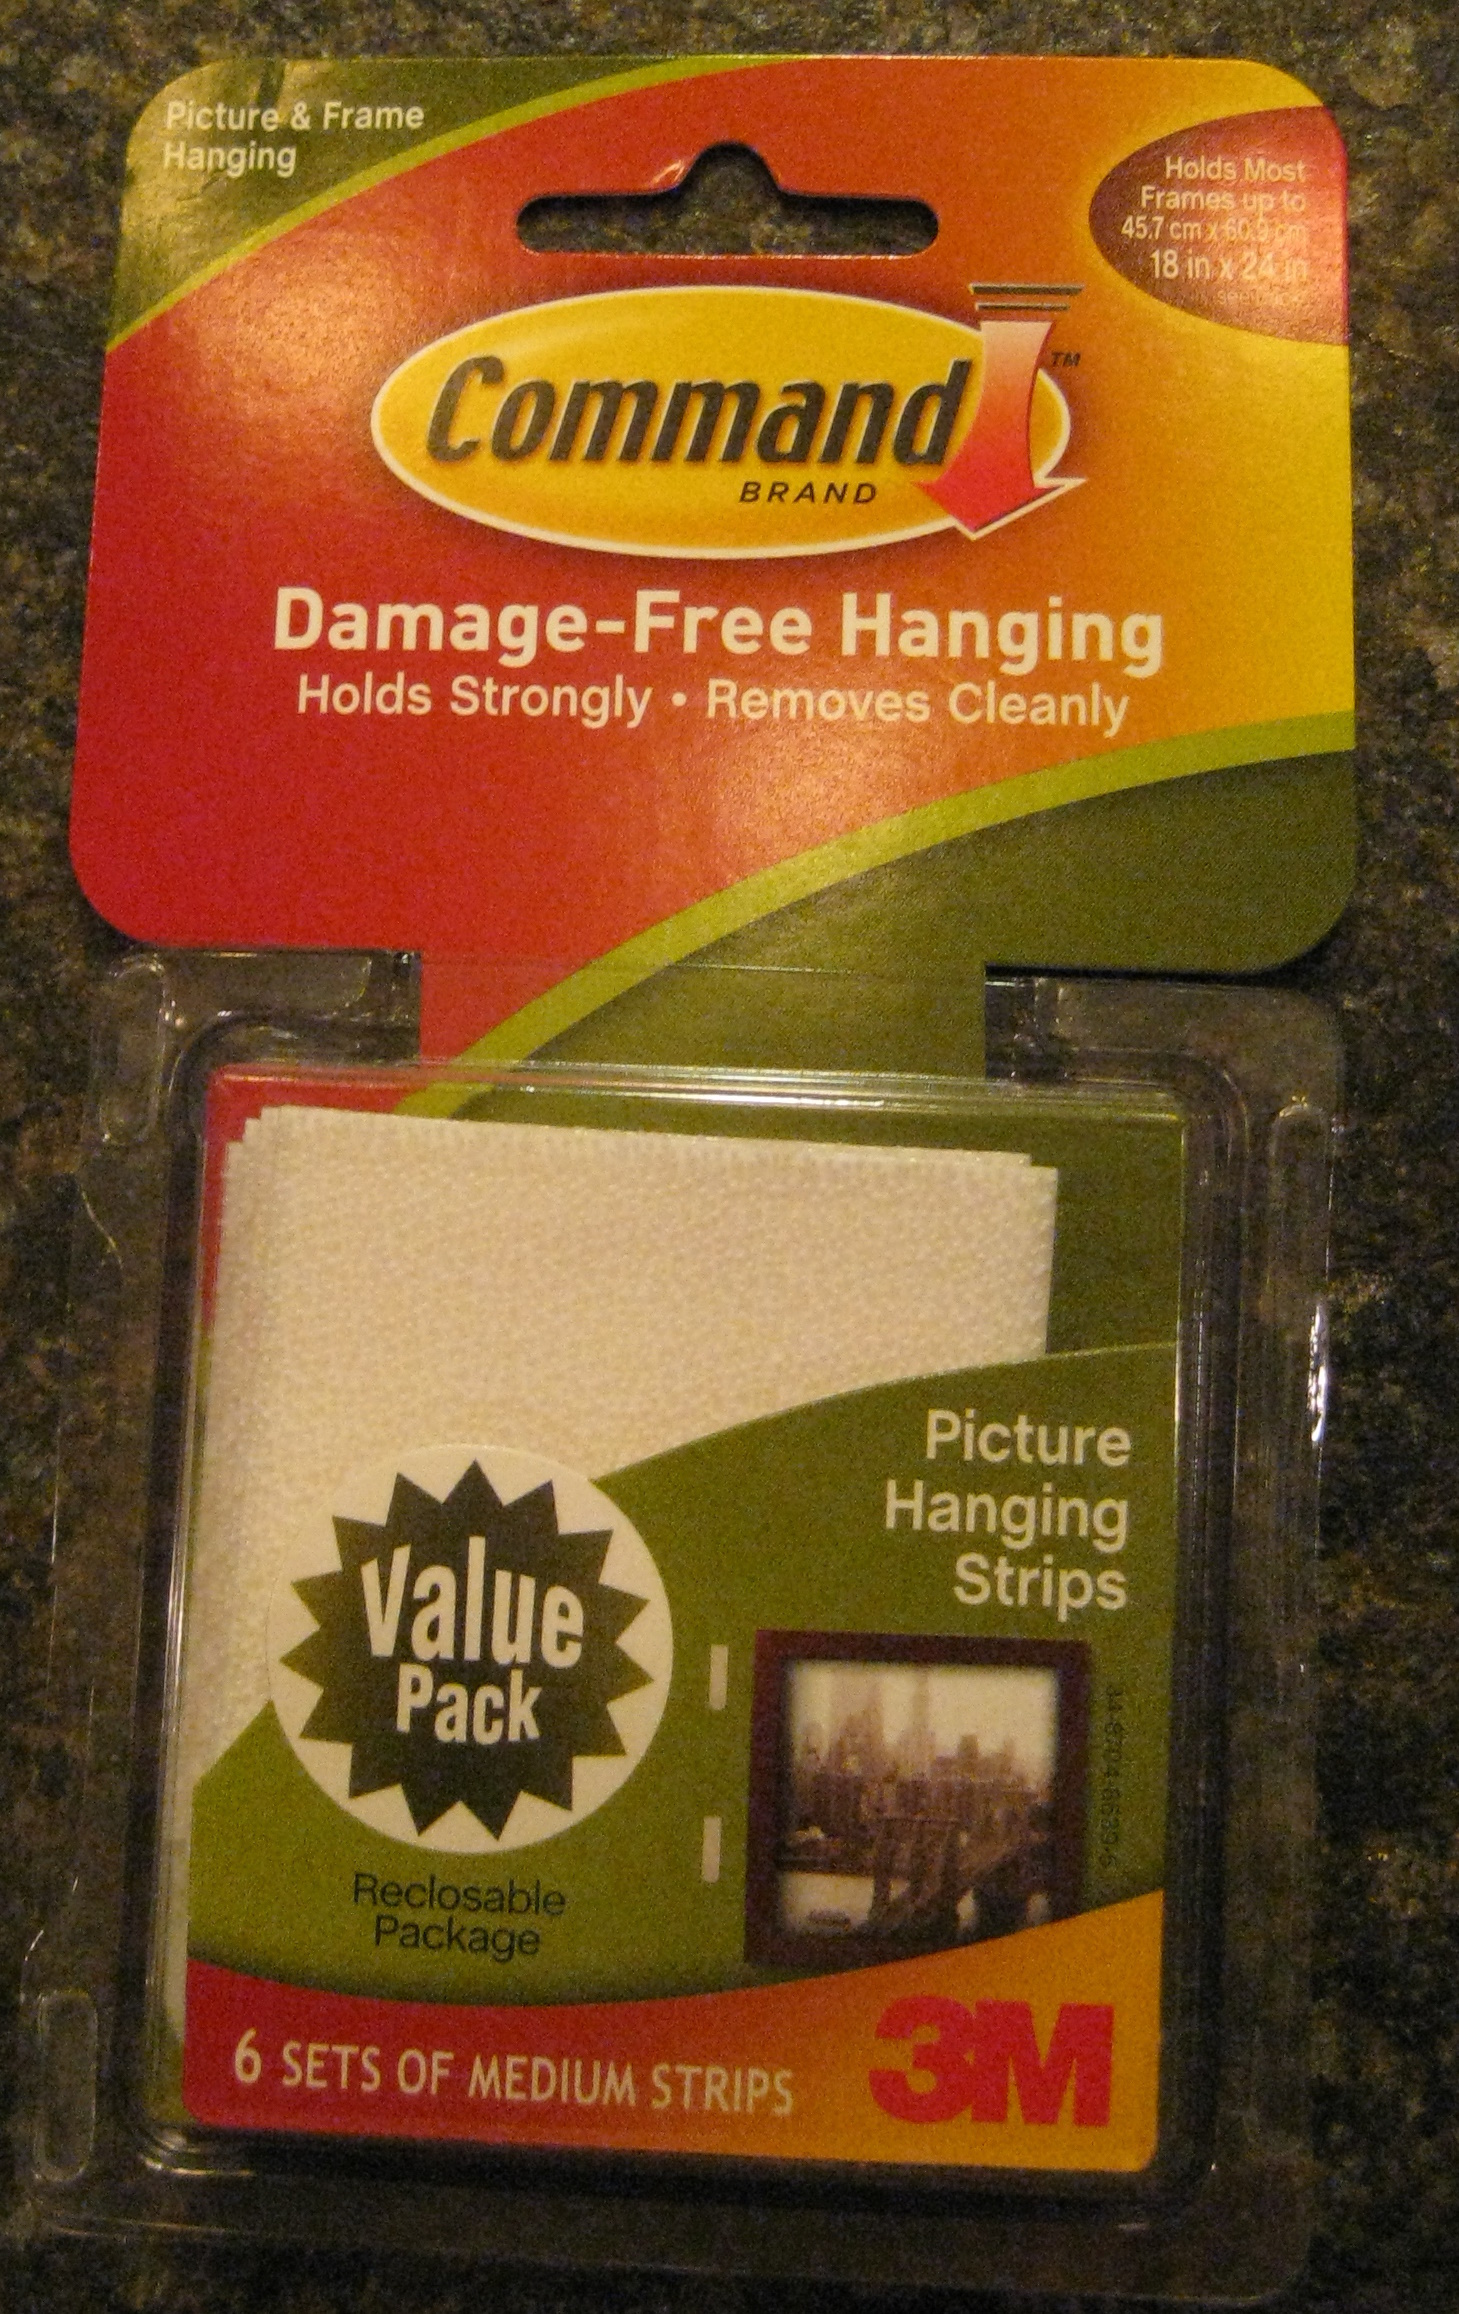 Picture & Frame
Hanging
Holds Most
Frames up to
45.7 cm x 60.9 cm
18 in x 24 in
Command™
BRAND
Damage-Free Hanging
Holds Strongly • Removes Cleanly
Picture
Hanging
Strips
Value
Pack
Reclosable
Package
6 SETS OF MEDIUM STRIPS
3M